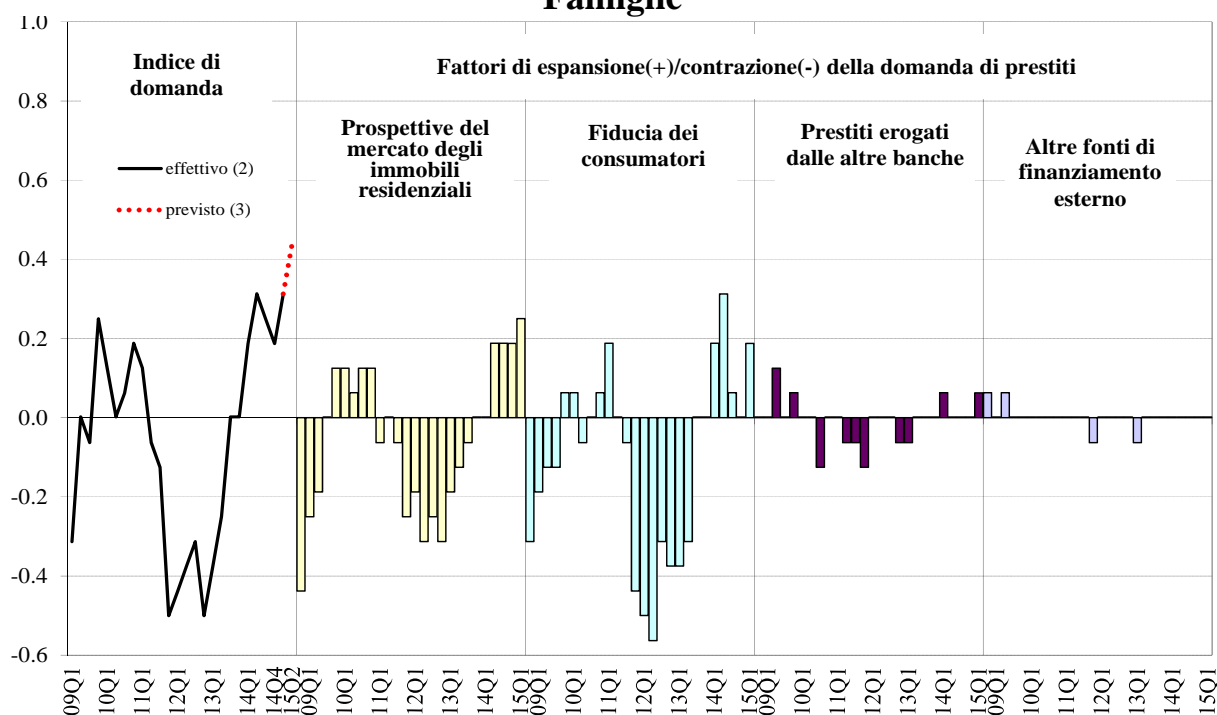 Famiglie
1.0
0.8
0.6
0.4
0.2
0.0
-0.2
-0.4
-0.6
Indice di
domanda
effettivo (2)
previsto (3)
Fattori di espansione(+)/contrazione(-) della domanda di prestiti
Prospettive del
mercato degli
immobili
residenziali
Fiducia dei
consumatori
Prestiti erogati
dalle altre banche
Altre fonti di
finanziamento
esterno
09Q1
10Q1
11Q1
12Q1
13Q1
14Q1
14Q4
15Q2
09Q1
10Q1
11Q1
12Q1
13Q1
14Q1
15Q1
09Q1
10Q1
11Q1
12Q1
13Q1
14Q1
15Q1
09Q1
10Q1
11Q1
12Q1
13Q1
14Q1
15Q1
09Q1
10Q1
11Q1
12Q1
13Q1
14Q1
15Q1